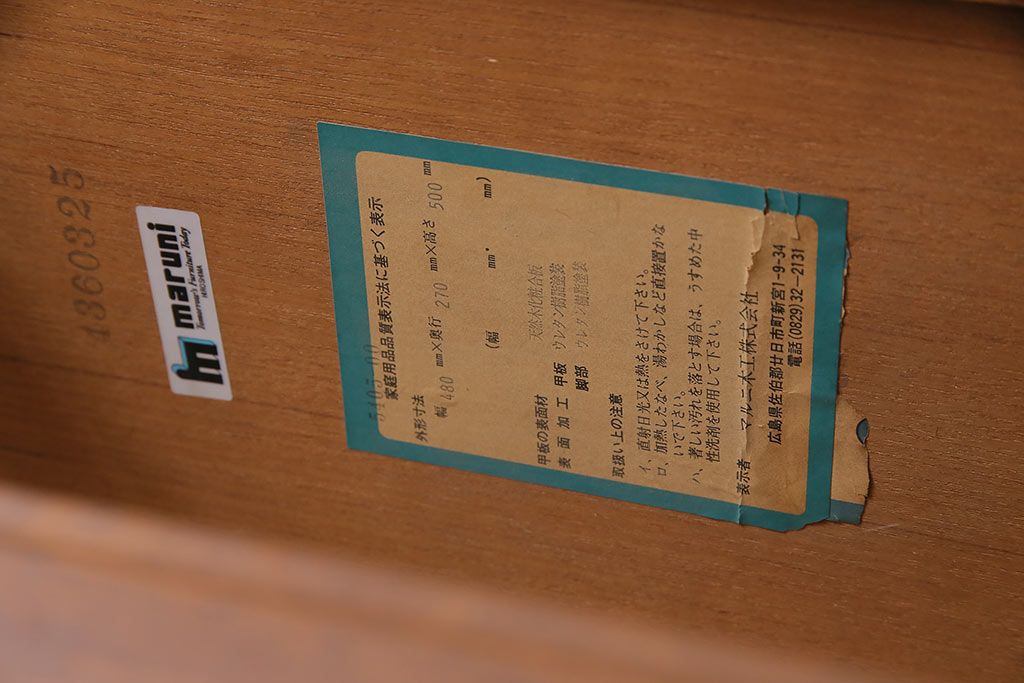 4360325
maruni
Tomorrow's Furniture Today
HIROSHIMA
5405-00
家庭用品品質表示法に基づく表示
外形寸法
幅 480 mm×奥行 270 mm×高さ 500 mm
(幅 mm・ mm)
甲板の表面材 天然木化粧合板
表面加工 甲板 ウレタン樹脂塗装
脚部 ウレタン樹脂塗装
取扱い上の注意
イ、直射日光又は熱をさけて下さい。
ロ、加熱したなべ、湯わかしなど直接置かな
いで下さい。
ハ、著しい汚れを落とす場合は、うすめた中
性洗剤を使用して下さい。
表示者 マルニ木工株式会社
広島県佐伯郡廿日市町新宮1-9-34
電話(0829)32-2131